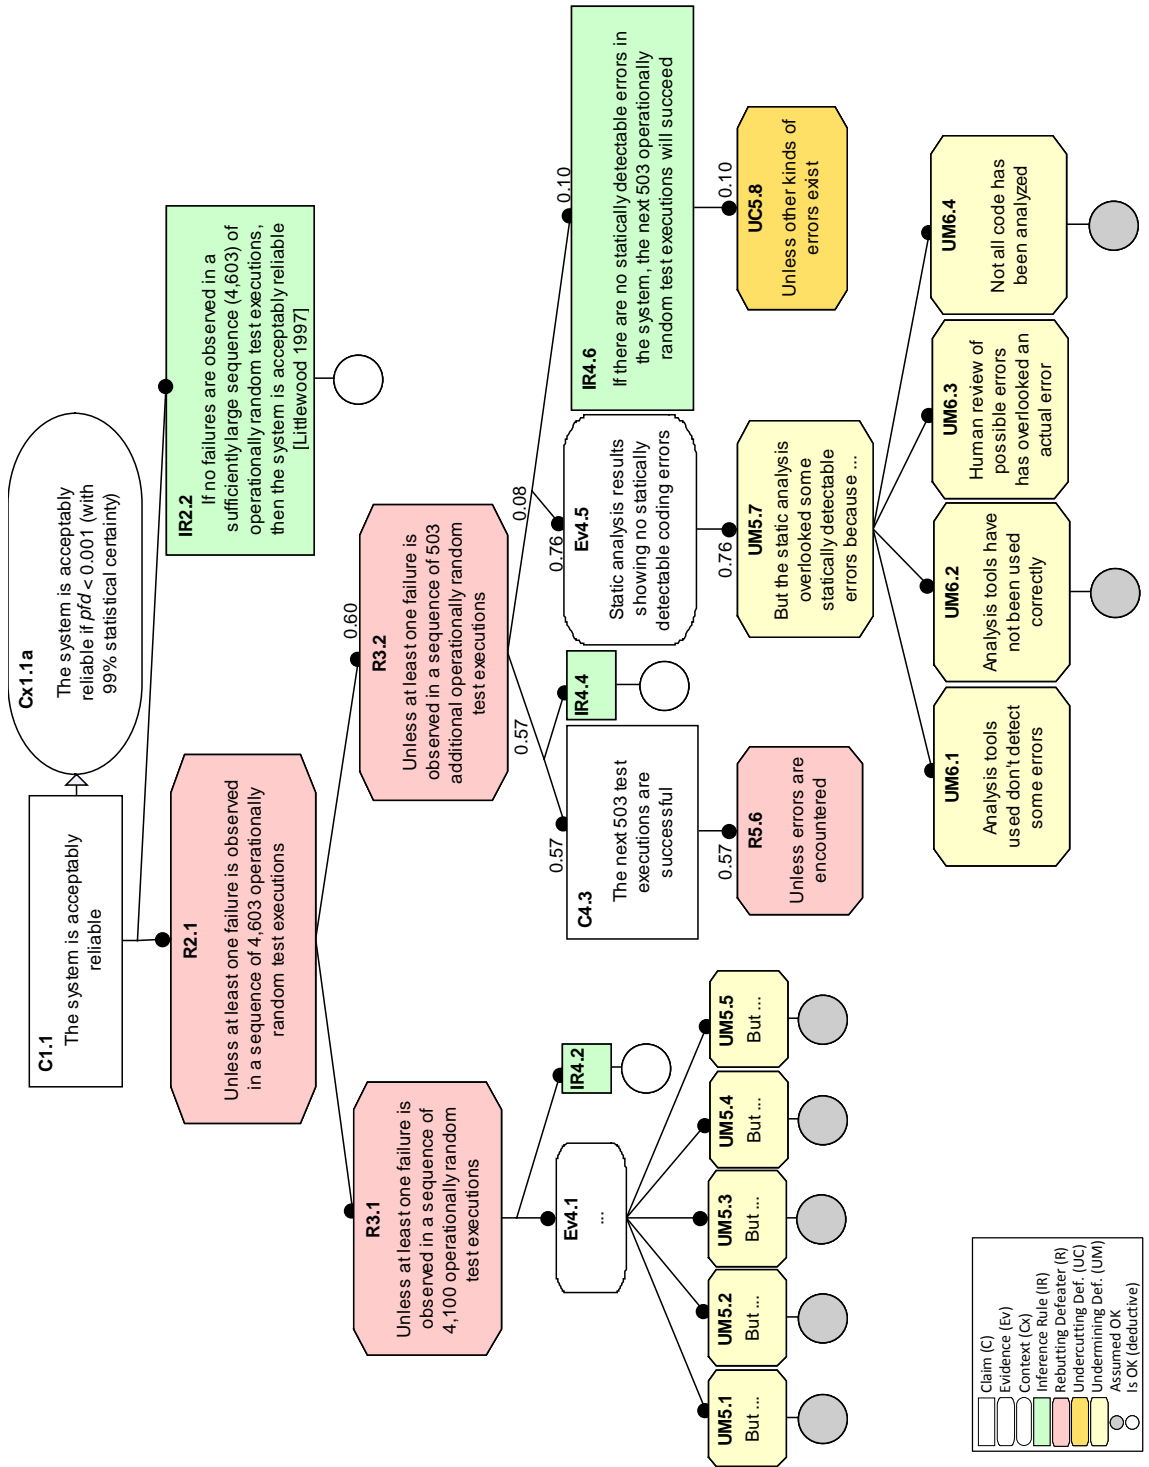 C1.1
The system is acceptably
reliable
Cx1.1a
The system is acceptably
reliable if pfd < 0.001 (with
99% statistical certainty)
R2.1
Unless at least one failure is observed
in a sequence of 4,603 operationally
random test executions
IR2.2
If no failures are observed in a
sufficiently large sequence (4,603) of
operationally random test executions,
then the system is acceptably reliable
[Littlewood 1997]
R3.1
Unless at least one failure is
observed in a sequence of
4,100 operationally random
test executions
0.60
R3.2
Unless at least one failure is
observed in a sequence of 503
additional operationally random
test executions
0.57
0.08
Ev4.1
...
IR4.2
0.57
C4.3
The next 503 test
executions are
successful
IR4.4
0.76
Ev4.5
Static analysis results
showing no statically
detectable coding errors
0.10
IR4.6
If there are no statically detectable errors in
the system, the next 503 operationally
random test executions will succeed
UM5.1
But ...
UM5.2
But ...
UM5.3
But ...
UM5.4
But ...
UM5.5
But ...
0.57
R5.6
Unless errors are
encountered
0.76
UM5.7
But the static analysis
overlooked some
statically detectable
errors because ...
0.10
UC5.8
Unless other kinds of
errors exist
UM6.1
Analysis tools
used don't detect
some errors
UM6.2
Analysis tools have
not been used
correctly
UM6.3
Human review of
possible errors
has overlooked an
actual error
UM6.4
Not all code has
been analyzed
Claim (C)
Evidence (Ev)
Context (Cx)
Inference Rule (IR)
Rebutting Defeater (R)
Undercutting Def. (UC)
Undermining Def. (UM)
Assumed OK
Is OK (deductive)